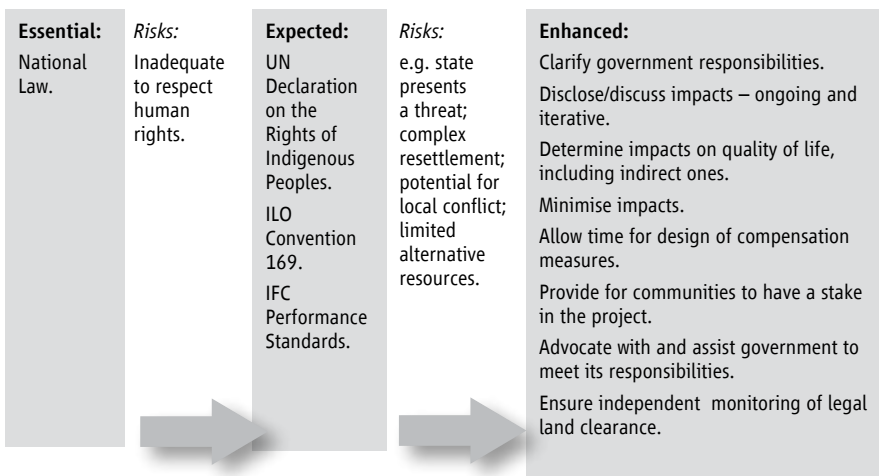 Essential:
National
Law.
Risks:
Inadequate
to respect
human
rights.
Expected:
UN
Declaration
on the
Rights of
Indigenous
Peoples.
ILO
Convention
169.
IFC
Performance
Standards.
Risks:
e.g. state
presents
a threat;
complex
resettlement;
potential for
local conflict;
limited
alternative
resources.
Enhanced:
Clarify government responsibilities.
Disclose/discuss impacts – ongoing and
iterative.
Determine impacts on quality of life,
including indirect ones.
Minimise impacts.
Allow time for design of compensation
measures.
Provide for communities to have a stake
in the project.
Advocate with and assist government to
meet its responsibilities.
Ensure independent monitoring of legal
land clearance.